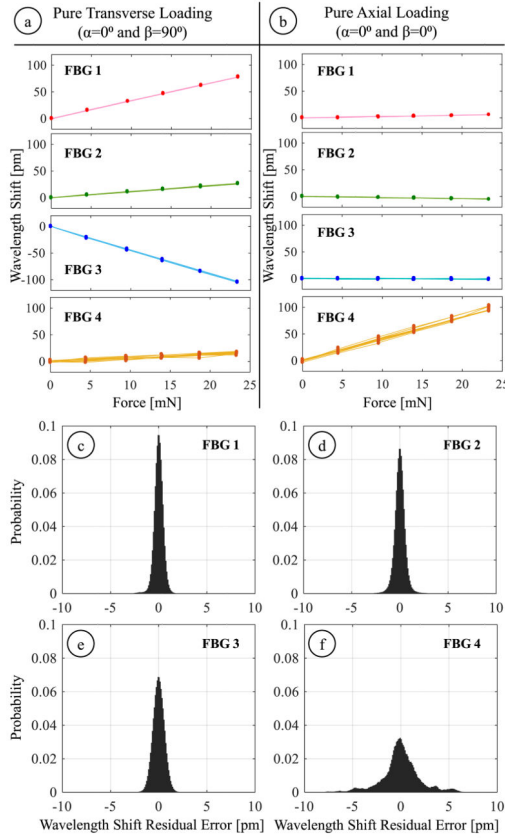 a Pure Transverse Loading
(α=0º and β=90º)
b Pure Axial Loading
(α=0º and β=0º)
Wavelength Shift [pm]
FBG 1
100
50
0
FBG 2
100
50
0
FBG 3
0
-50
-100
FBG 4
100
50
0
0 5 10 15 20 25
Force [mN]
Wavelength Shift [pm]
FBG 1
100
50
0
FBG 2
100
50
0
FBG 3
100
50
0
FBG 4
100
50
0
0 5 10 15 20 25
Force [mN]
c FBG 1
Probability
0.1
0.08
0.06
0.04
0.02
0
-10 -5 0 5 10
d FBG 2
0.1
0.08
0.06
0.04
0.02
0
-10 -5 0 5 10
e FBG 3
Probability
0.1
0.08
0.06
0.04
0.02
0
-10 -5 0 5 10
Wavelength Shift Residual Error [pm]
f FBG 4
0.1
0.08
0.06
0.04
0.02
0
-10 -5 0 5 10
Wavelength Shift Residual Error [pm]